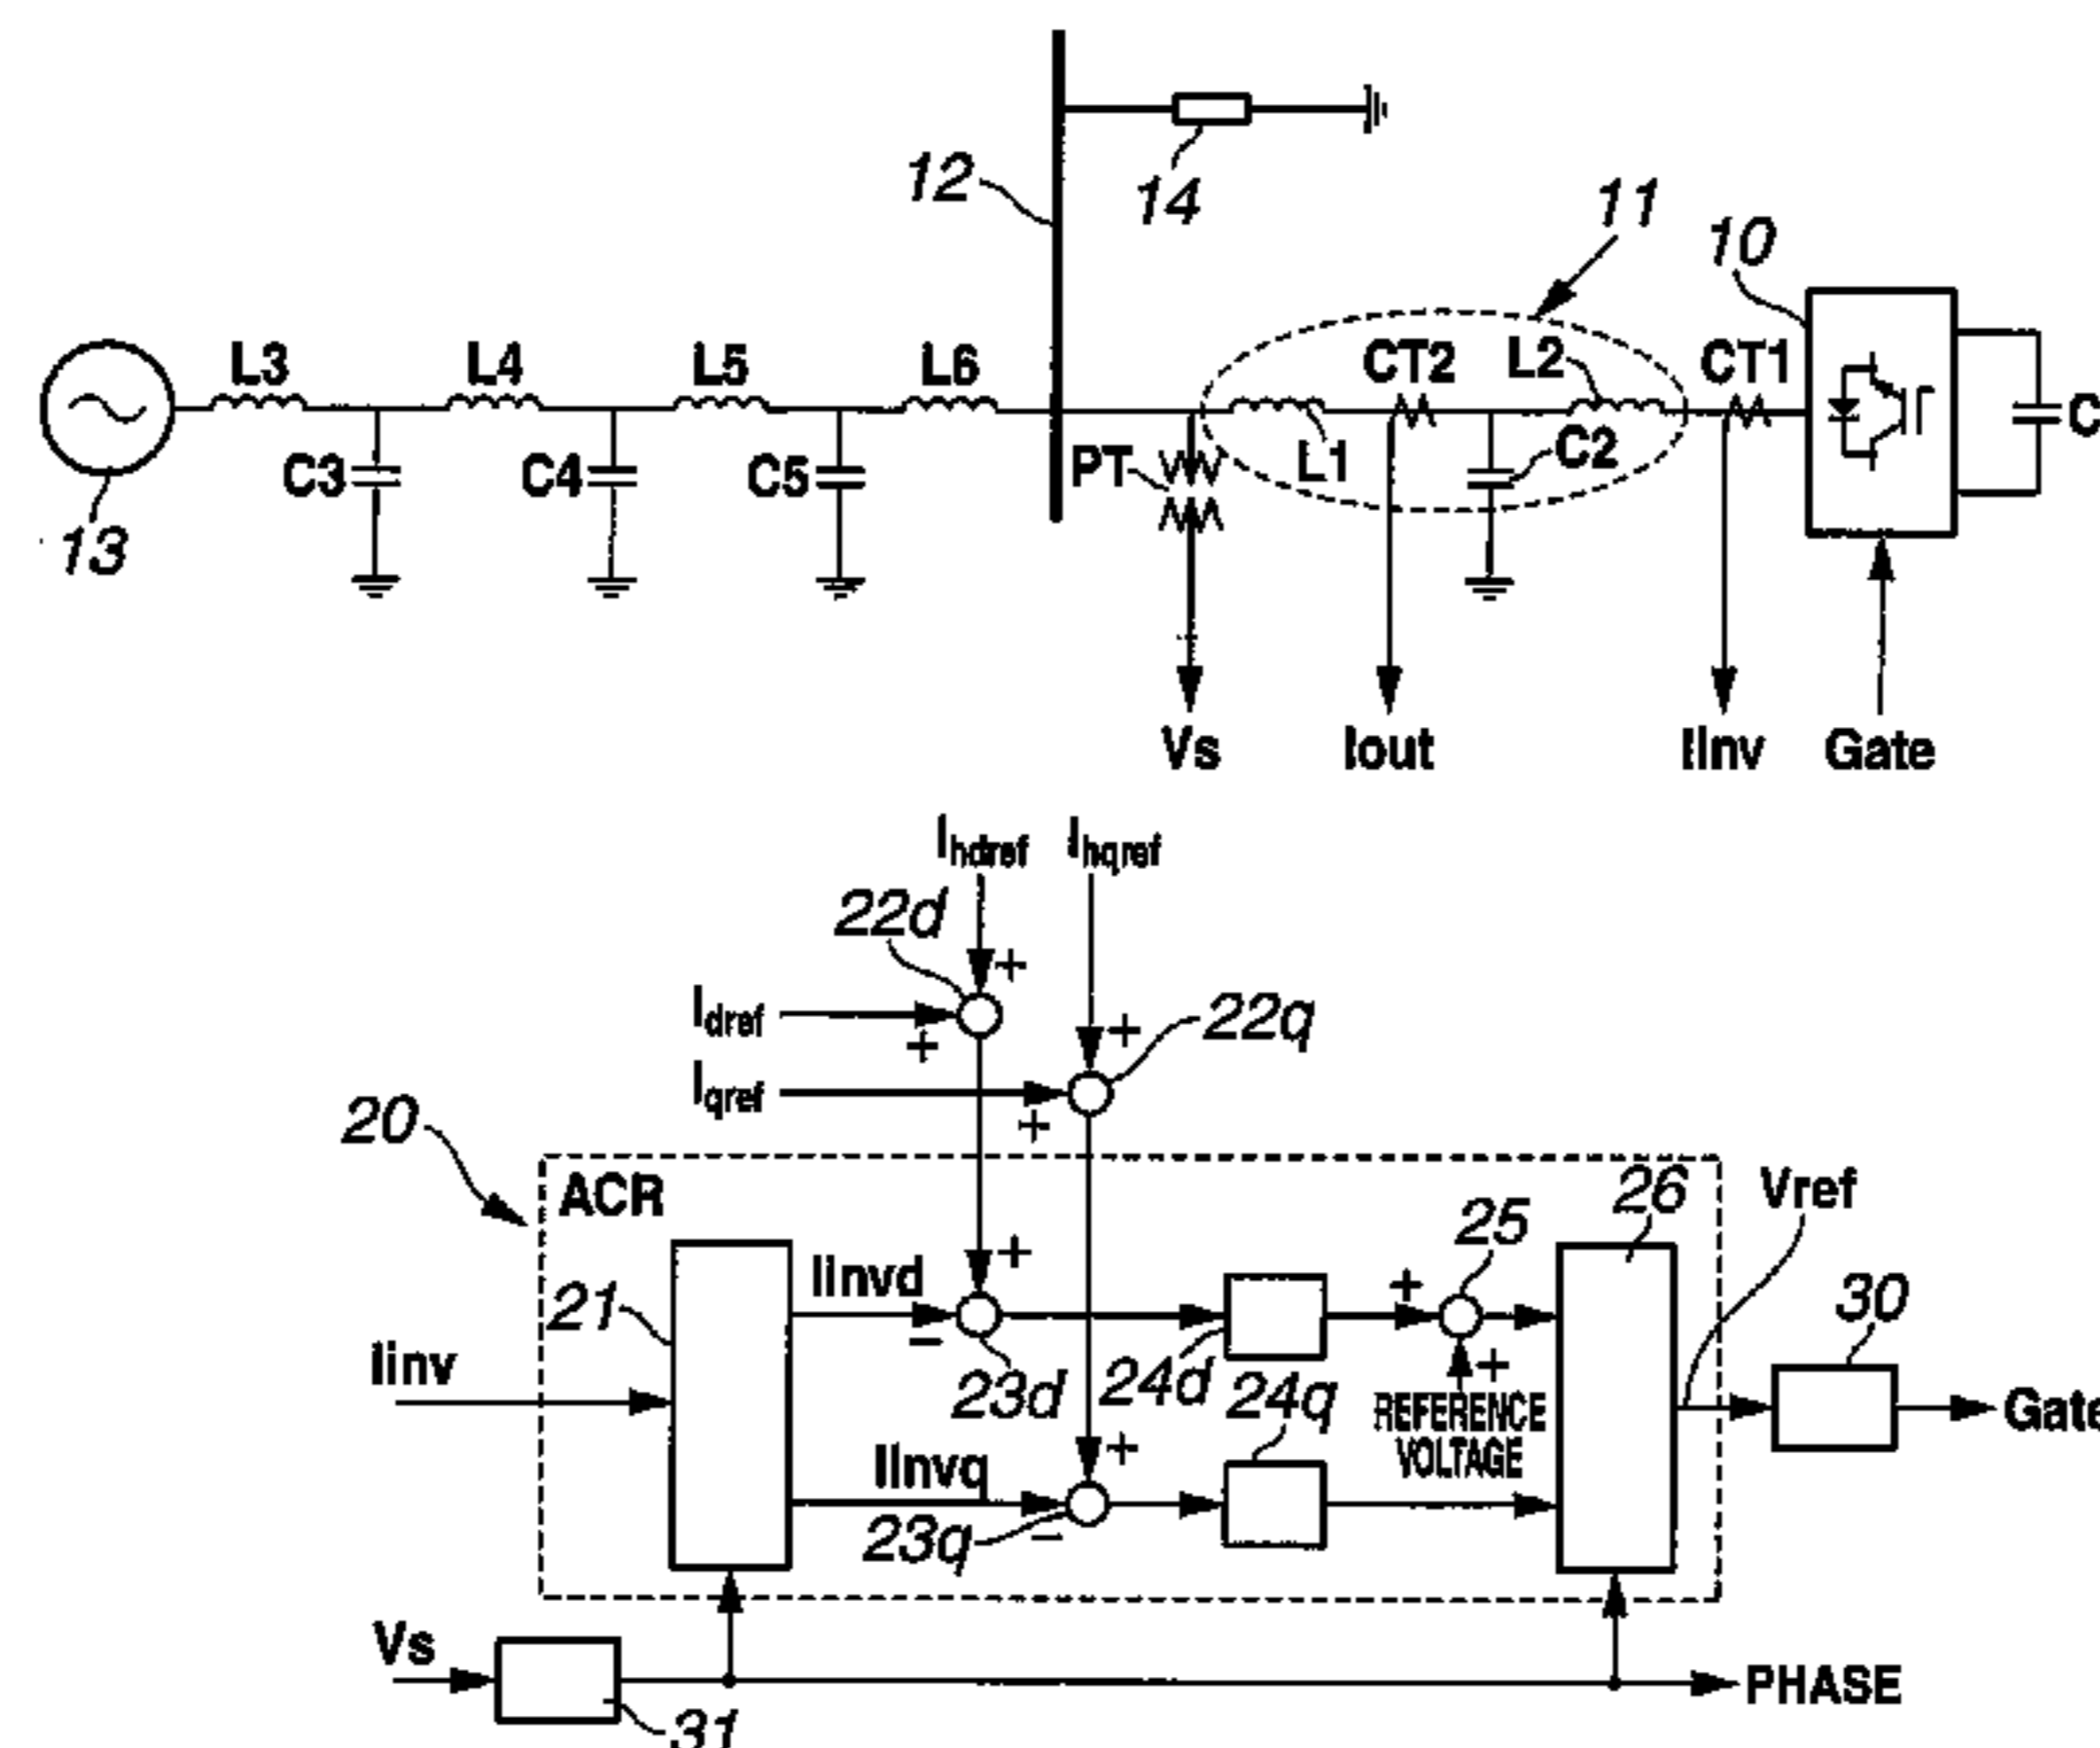 12
14
11
10
L3
L4
L5
L6
CT2
L2
CT1
C3
C4
C5
PT
L1
C2
C
13
Vs
Iout
Iinv
Gate
Ihdref
Ihqref
22d
Idref
22q
Iqref
20
ACR
26
Vref
25
Iinvd
21
30
Iinv
23d
24d
24q
REFERENCE
VOLTAGE
Gate
Iinvq
23q
Vs
PHASE
31